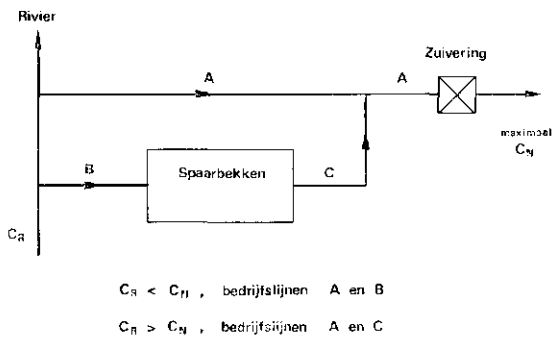 Rivier
Zuivering
A
A
maximaal
C_N
B
Spaarbekken
C
C_R
C_R < C_N , bedrijfslijnen A en B
C_R > C_N , bedrijfslijnen A en C